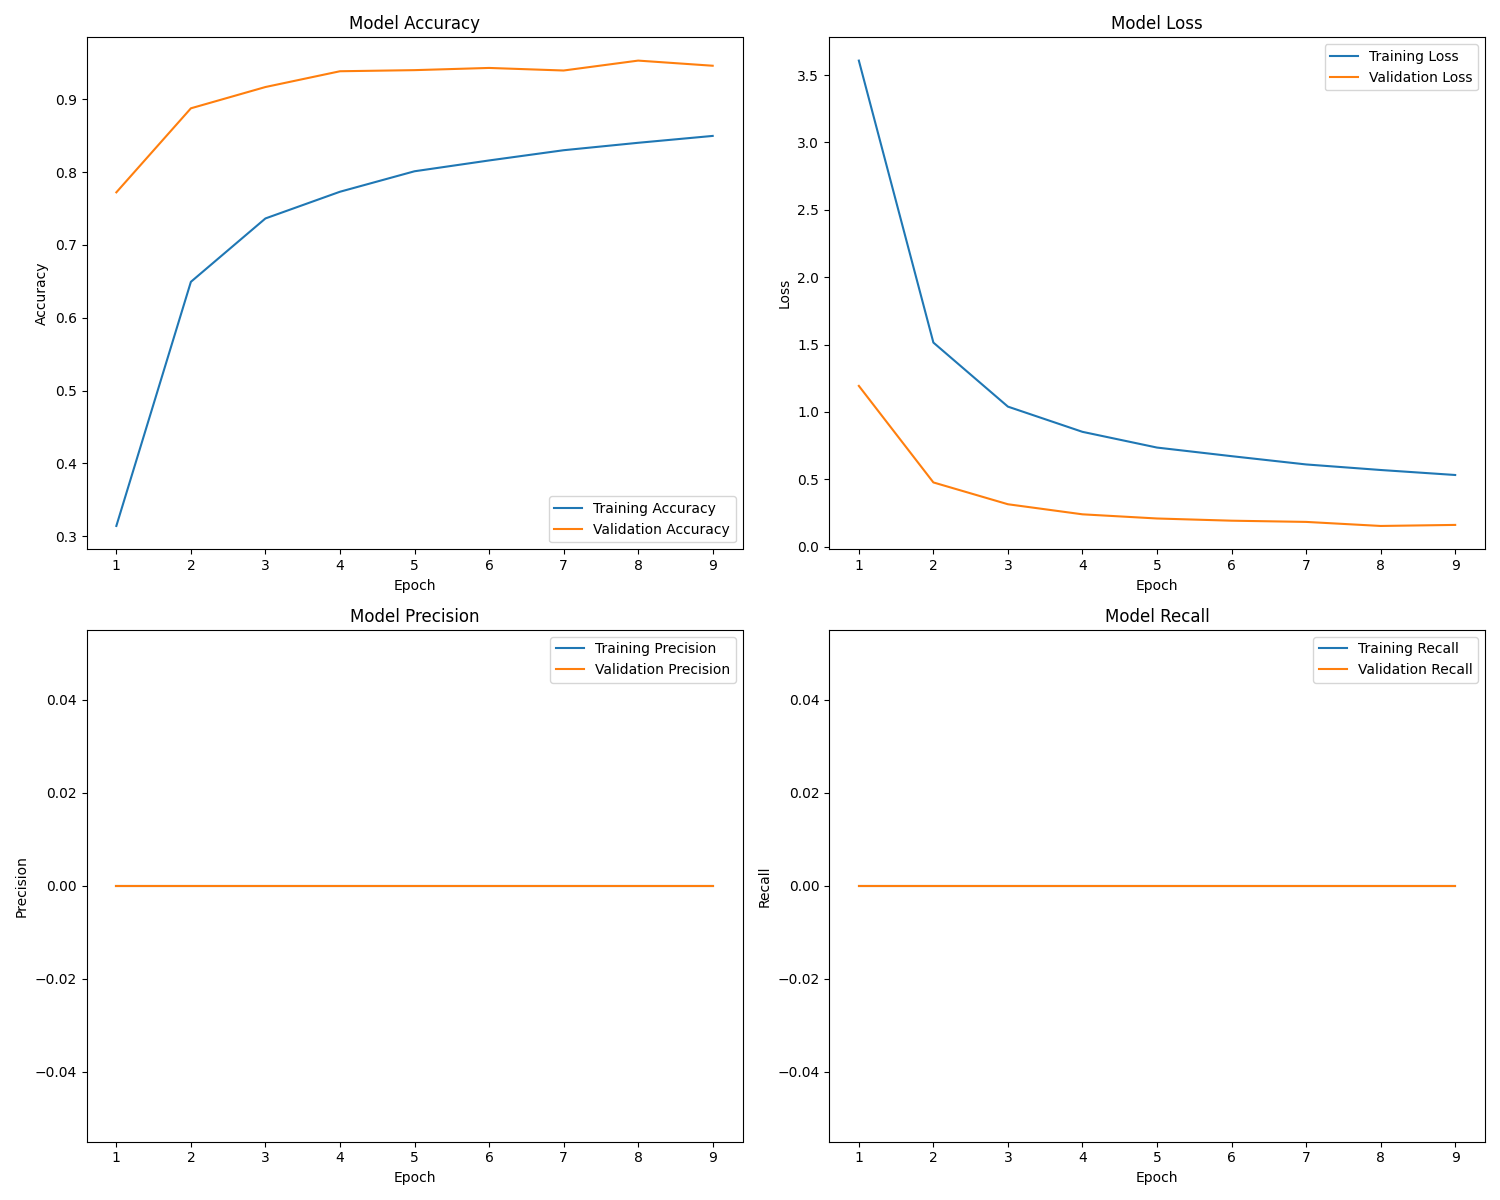 Model Accuracy
0.9
0.8
0.7
0.6
0.5
0.4
0.3
Accuracy
Training Accuracy
Validation Accuracy
1 2 3 4 5 6 7 8 9
Epoch
Model Loss
3.5
3.0
2.5
2.0
1.5
1.0
0.5
0.0
Loss
Training Loss
Validation Loss
1 2 3 4 5 6 7 8 9
Epoch
Model Precision
0.04
0.02
0.00
−0.02
−0.04
Precision
Training Precision
Validation Precision
1 2 3 4 5 6 7 8 9
Epoch
Model Recall
0.04
0.02
0.00
−0.02
−0.04
Recall
Training Recall
Validation Recall
1 2 3 4 5 6 7 8 9
Epoch